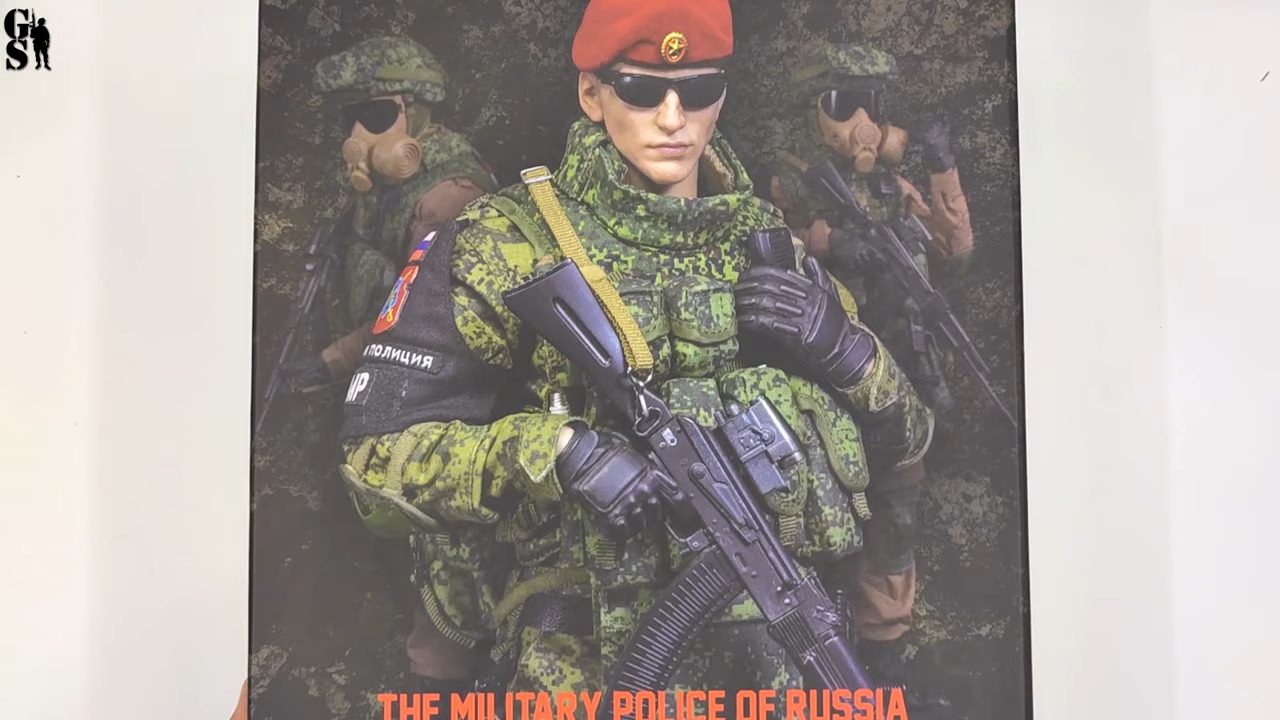 GS
ПОЛИЦИЯ
MP
THE MILITARY POLICE OF RUSSIA